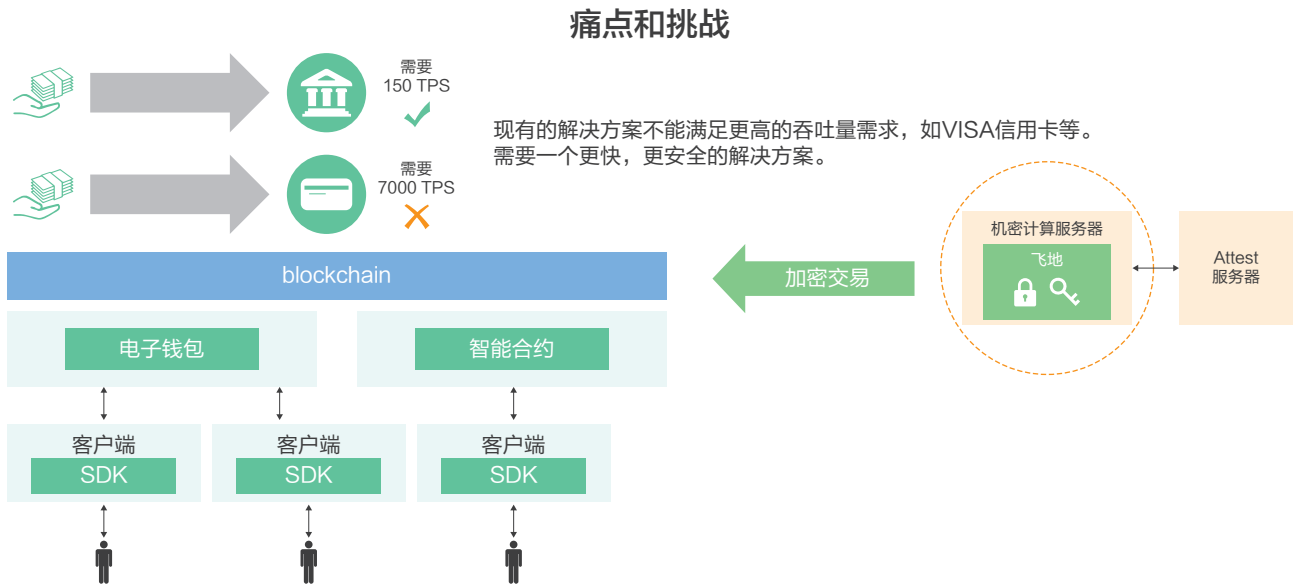 痛点和挑战
需要
150 TPS
现有的解决方案不能满足更高的吞吐量需求，如VISA信用卡等。
需要一个更快，更安全的解决方案。
需要
7000 TPS
机密计算服务器
飞地
Attest
服务器
blockchain
加密交易
电子钱包
智能合约
客户端
SDK
客户端
SDK
客户端
SDK